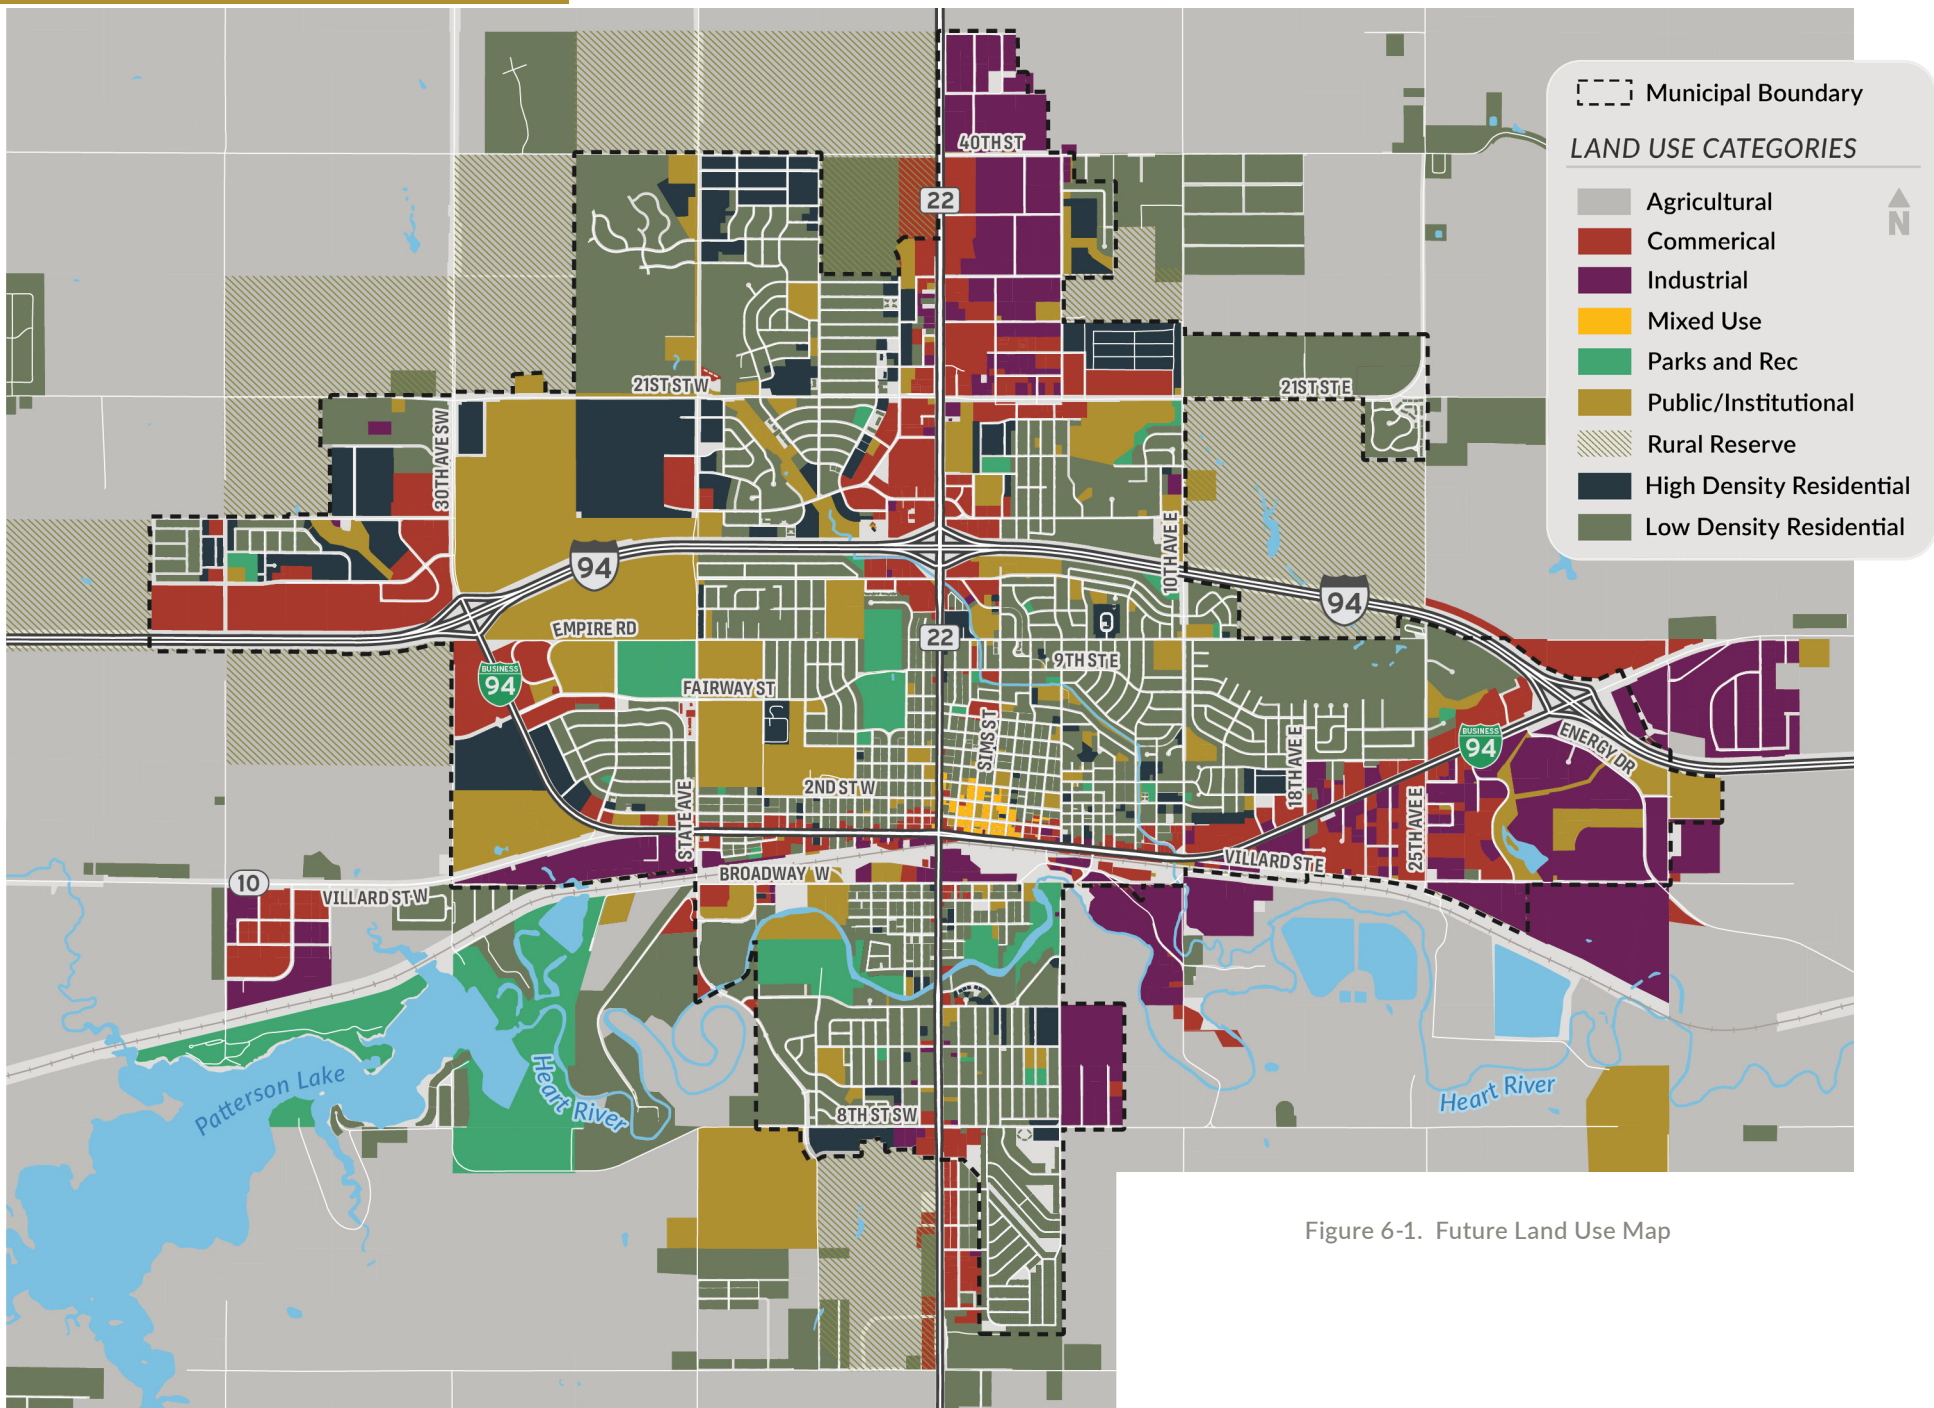 40TH ST
22
21ST ST W
21ST ST E
30TH AVE SW
10TH AVE E
94
94
EMPIRE RD
22
9TH ST E
BUSINESS
94
FAIRWAY ST
SIMS ST
18TH AVE E
BUSINESS
94
ENERGY DR
2ND ST W
STATE AVE
25TH AVE E
VILLARD ST E
BROADWAY W
10
VILLARD ST W
Patterson Lake
Heart River
Heart River
8TH ST SW
Municipal Boundary
LAND USE CATEGORIES
Agricultural
N
Commerical
Industrial
Mixed Use
Parks and Rec
Public/Institutional
Rural Reserve
High Density Residential
Low Density Residential
Figure 6-1. Future Land Use Map